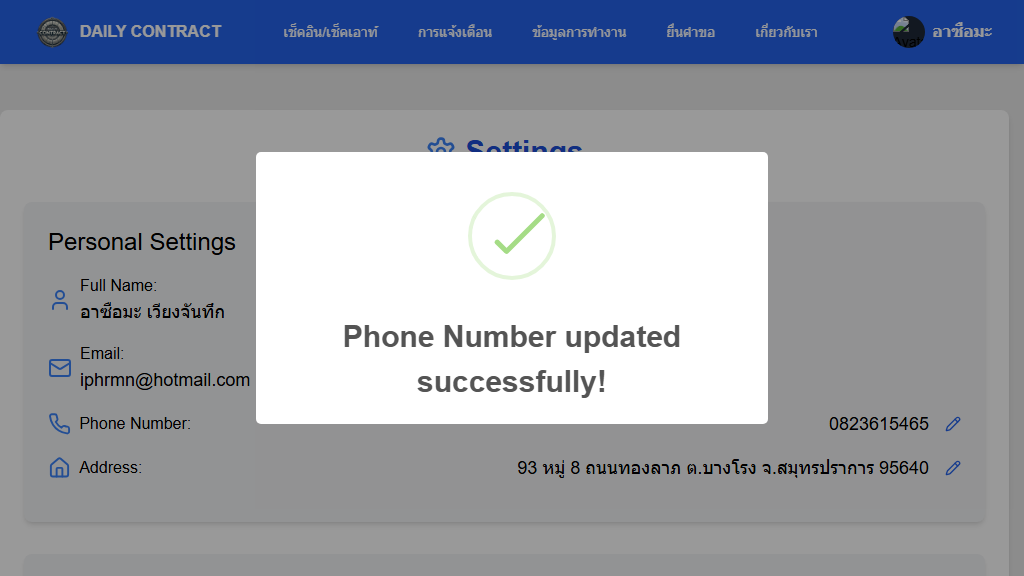 DAILY CONTRACT
เช็คอิน/เช็คเอาท์
การแจ้งเตือน
ข้อมูลการทำงาน
ยื่นคำขอ
เกี่ยวกับเรา
อาซือมะ
Settings
Phone Number updated
successfully!
Personal Settings
Full Name:
อาซือมะ เวียงจันทึก
Email:
iphrmn@hotmail.com
Phone Number:
0823615465
Address:
93 หมู่ 8 ถนนทองลาภ ต.บางโรง จ.สมุทรปราการ 95640